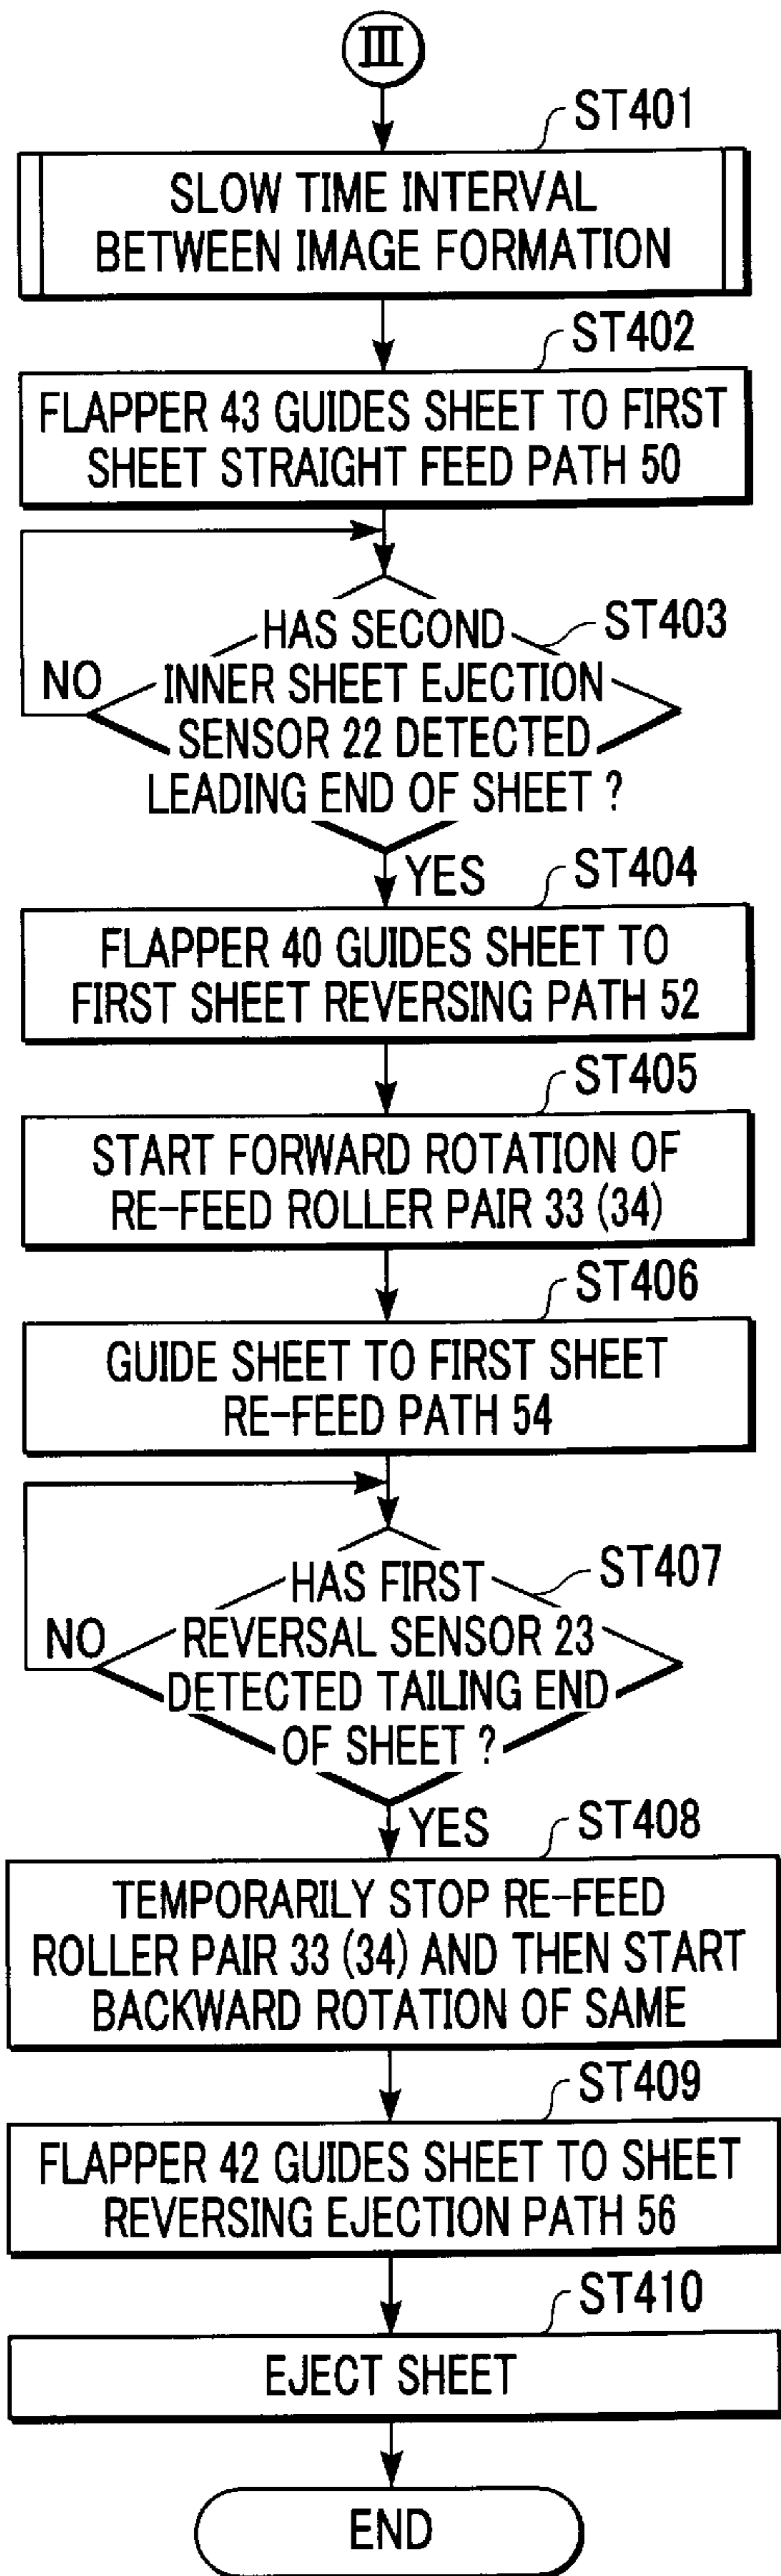 III
ST401
SLOW TIME INTERVAL
BETWEEN IMAGE FORMATION
ST402
FLAPPER 43 GUIDES SHEET TO FIRST
SHEET STRAIGHT FEED PATH 50
ST403
HAS SECOND
INNER SHEET EJECTION
SENSOR 22 DETECTED
LEADING END OF SHEET ?
NO
YES
ST404
FLAPPER 40 GUIDES SHEET TO
FIRST SHEET REVERSING PATH 52
ST405
START FORWARD ROTATION OF
RE-FEED ROLLER PAIR 33 (34)
ST406
GUIDE SHEET TO FIRST SHEET
RE-FEED PATH 54
ST407
HAS FIRST
REVERSAL SENSOR 23
DETECTED TAILING END
OF SHEET ?
NO
YES
ST408
TEMPORARILY STOP RE-FEED
ROLLER PAIR 33 (34) AND THEN START
BACKWARD ROTATION OF SAME
ST409
FLAPPER 42 GUIDES SHEET TO SHEET
REVERSING EJECTION PATH 56
ST410
EJECT SHEET
END